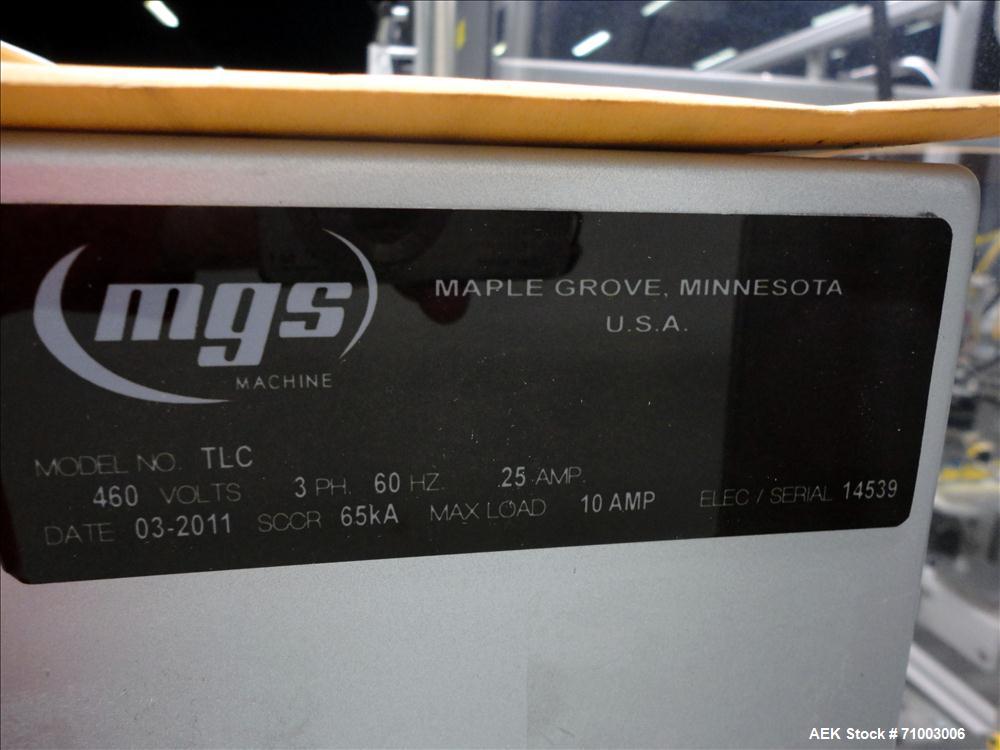 mgs
MACHINE
MAPLE GROVE, MINNESOTA
U.S.A.
MODEL NO. TLC
460 VOLTS 3 PH. 60 HZ. 25 AMP.
DATE 03-2011 SCCR 65kA MAX LOAD 10 AMP ELEC / SERIAL 14539
AEK Stock # 71003006